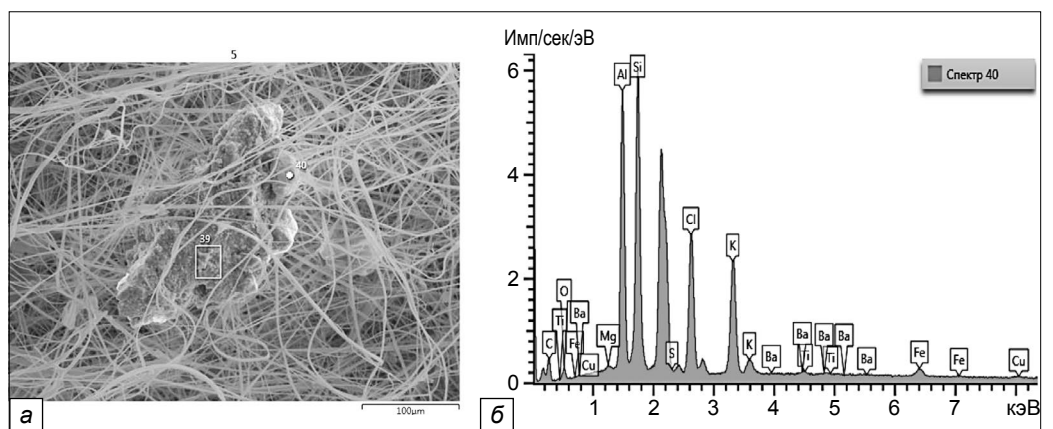 5
40
39
100μm
а
Имп/сек/эВ
Спектр 40
6
4
2
0
Al
Si
Cl
K
O
Ti
Ba
C
Fe
Cu
Mg
S
K
Ba
Ba
Ti
Ba
Ti
Ba
Ba
Fe
Fe
Cu
1 2 3 4 5 6 7 кэВ
б